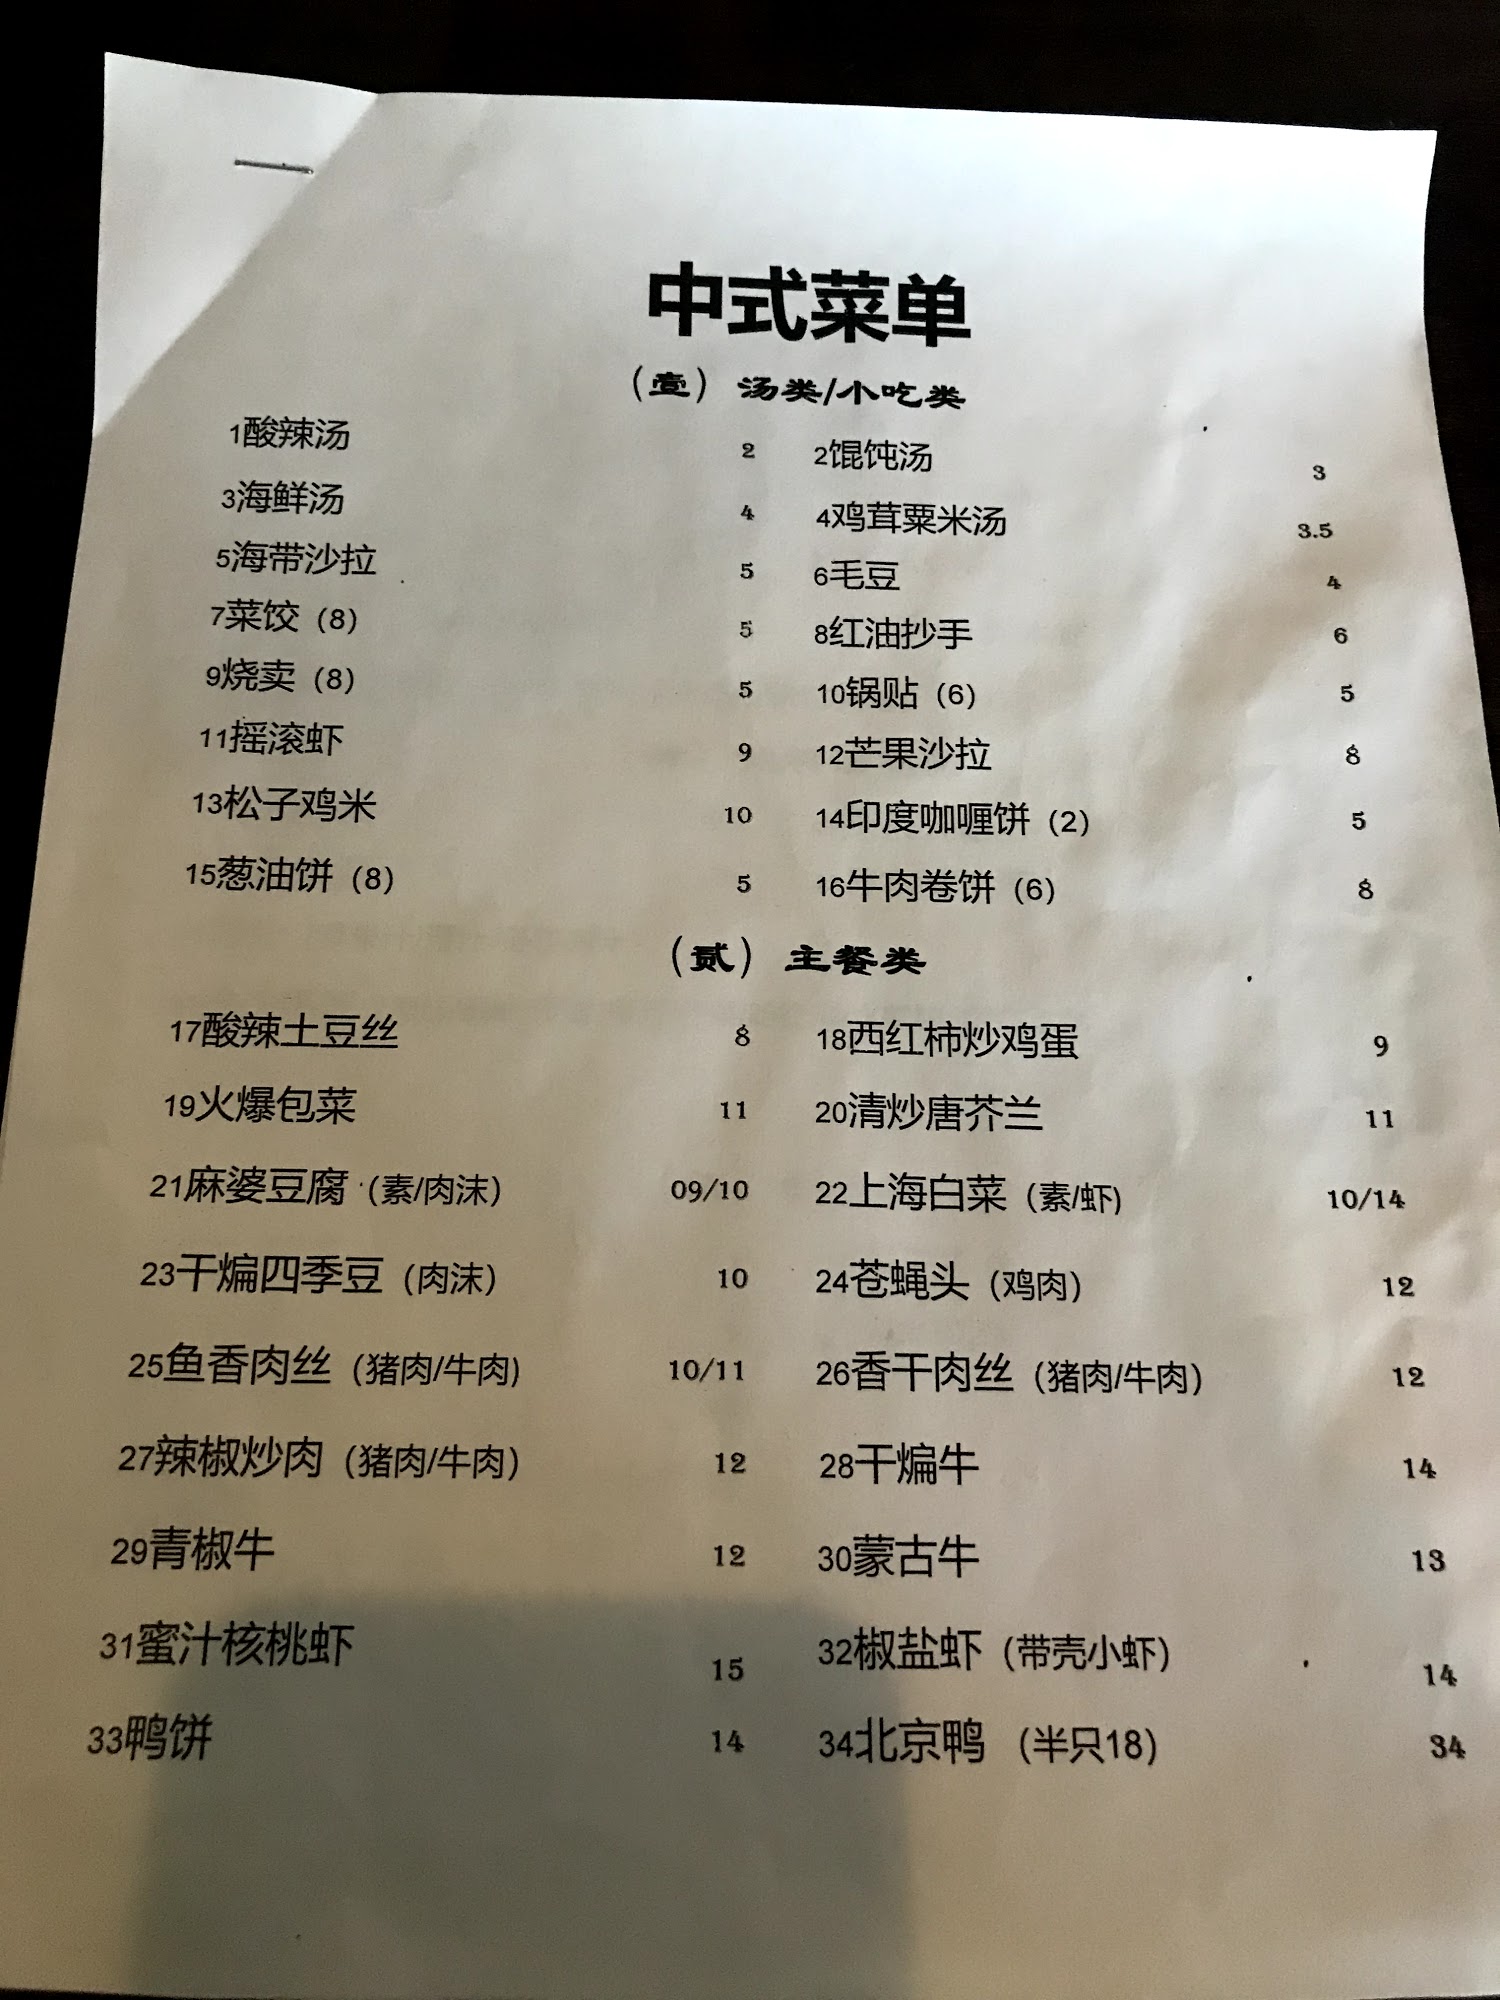 中式菜单
（壹） 汤类/小吃类
1酸辣汤 2 2馄饨汤 3
3海鲜汤 4 4鸡茸粟米汤 3.5
5海带沙拉 5 6毛豆 4
7菜饺（8） 5 8红油抄手 6
9烧卖（8） 5 10锅贴（6） 5
11摇滚虾 9 12芒果沙拉 8
13松子鸡米 10 14印度咖喱饼（2） 5
15葱油饼（8） 5 16牛肉卷饼（6） 8
（贰） 主餐类
17酸辣土豆丝 8 18西红柿炒鸡蛋 9
19火爆包菜 11 20清炒唐芥兰 11
21麻婆豆腐（素/肉沫） 09/10 22上海白菜（素/虾) 10/14
23干煸四季豆（肉沫） 10 24苍蝇头（鸡肉） 12
25鱼香肉丝（猪肉/牛肉) 10/11 26香干肉丝（猪肉/牛肉） 12
27辣椒炒肉（猪肉/牛肉） 12 28干煸牛 14
29青椒牛 12 30蒙古牛 13
31蜜汁核桃虾 15 32椒盐虾（带壳小虾） 14
33鸭饼 14 34北京鸭 （半只18） 34